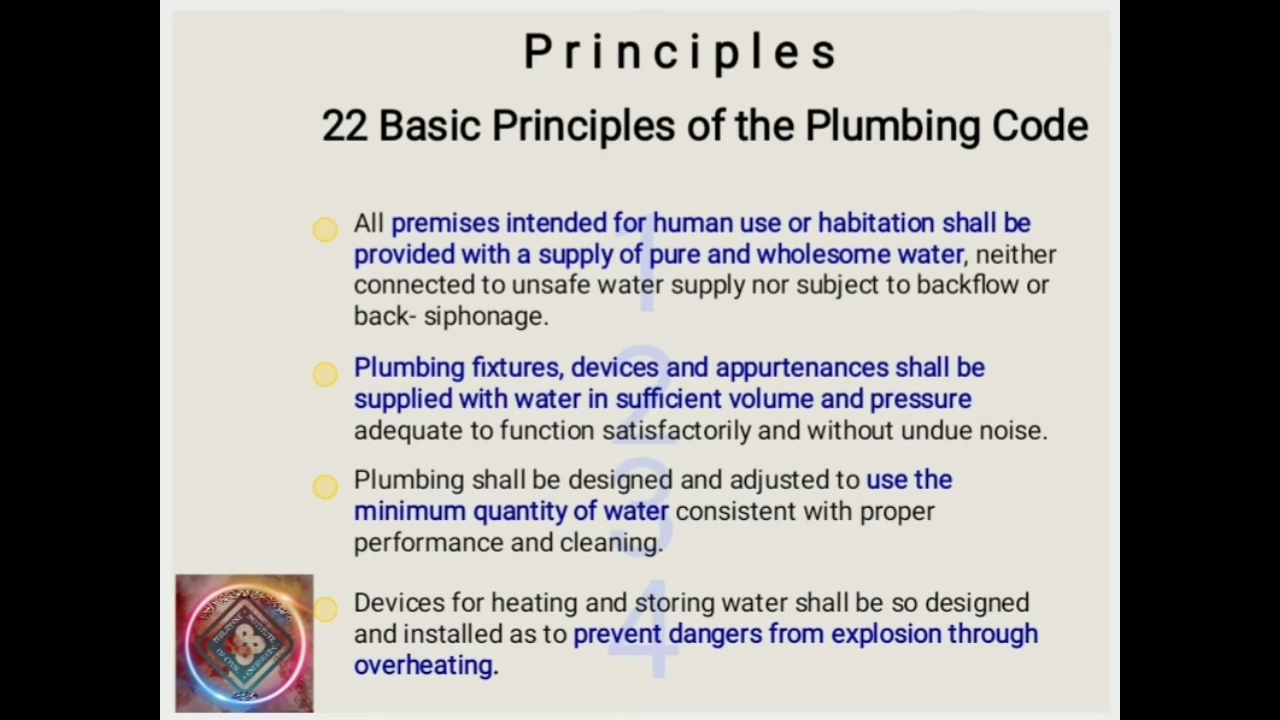 Principles
22 Basic Principles of the Plumbing Code
All premises intended for human use or habitation shall be
provided with a supply of pure and wholesome water, neither
connected to unsafe water supply nor subject to backflow or
back- siphonage.
1
Plumbing fixtures, devices and appurtenances shall be
supplied with water in sufficient volume and pressure
adequate to function satisfactorily and without undue noise.
2
Plumbing shall be designed and adjusted to use the
minimum quantity of water consistent with proper
performance and cleaning.
3
Devices for heating and storing water shall be so designed
and installed as to prevent dangers from explosion through
overheating.
4